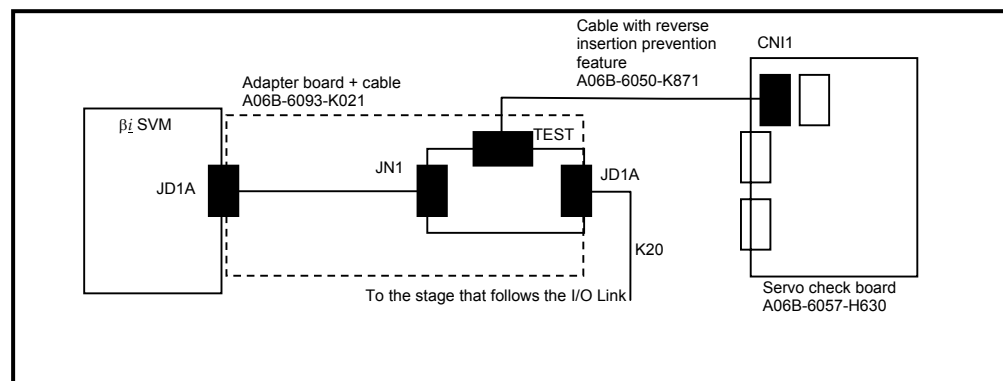 Cable with reverse
insertion prevention
feature
A06B-6050-K871
CNI1
Adapter board + cable
A06B-6093-K021
βi SVM
TEST
JN1
JD1A
JD1A
K20
To the stage that follows the I/O Link
Servo check board
A06B-6057-H630